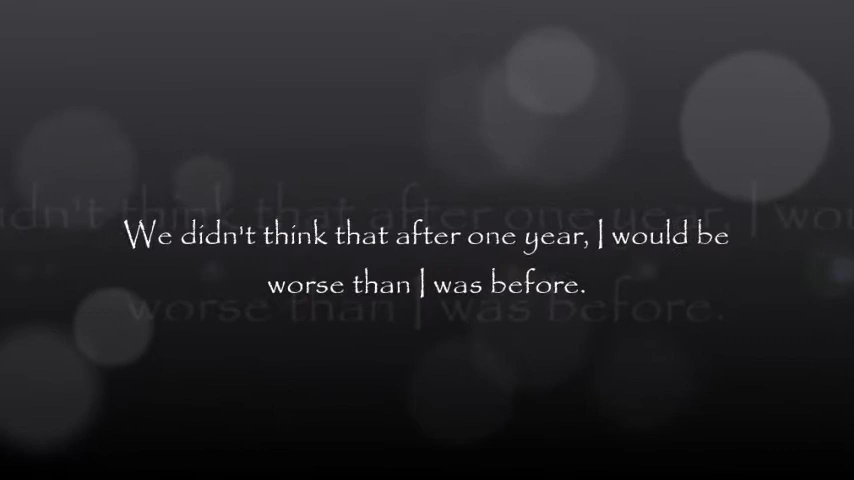 We didn't think that after one year, I would be
worse than I was before.